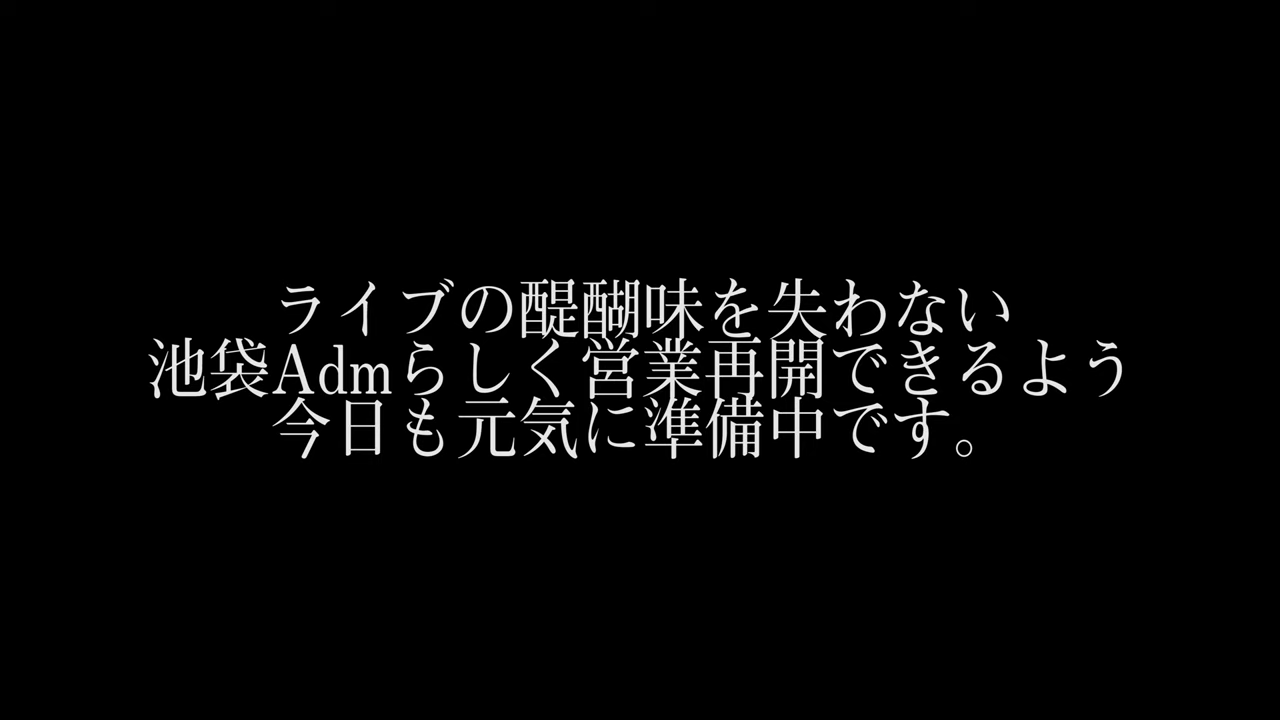 ライブの醍醐味を失わない
池袋Admらしく営業再開できるよう
今日も元気に準備中です。